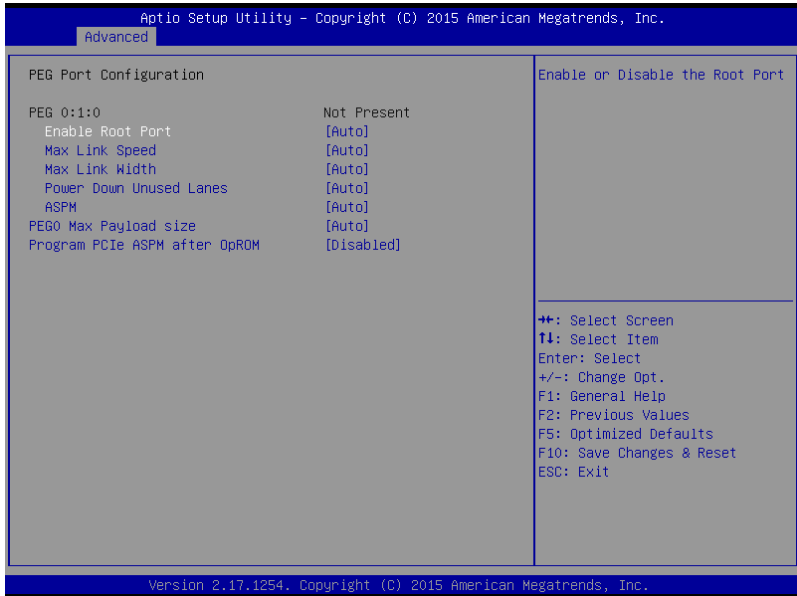 Aptio Setup Utility – Copyright (C) 2015 American Megatrends, Inc.
Advanced
PEG Port Configuration
PEG 0:1:0 Not Present
Enable Root Port [Auto]
Max Link Speed [Auto]
Max Link Width [Auto]
Power Down Unused Lanes [Auto]
ASPM [Auto]
PEG0 Max Payload size [Auto]
Program PCIe ASPM after OpROM [Disabled]
Enable or Disable the Root Port
→←: Select Screen
↑↓: Select Item
Enter: Select
+/-: Change Opt.
F1: General Help
F2: Previous Values
F5: Optimized Defaults
F10: Save Changes & Reset
ESC: Exit
Version 2.17.1254. Copyright (C) 2015 American Megatrends, Inc.